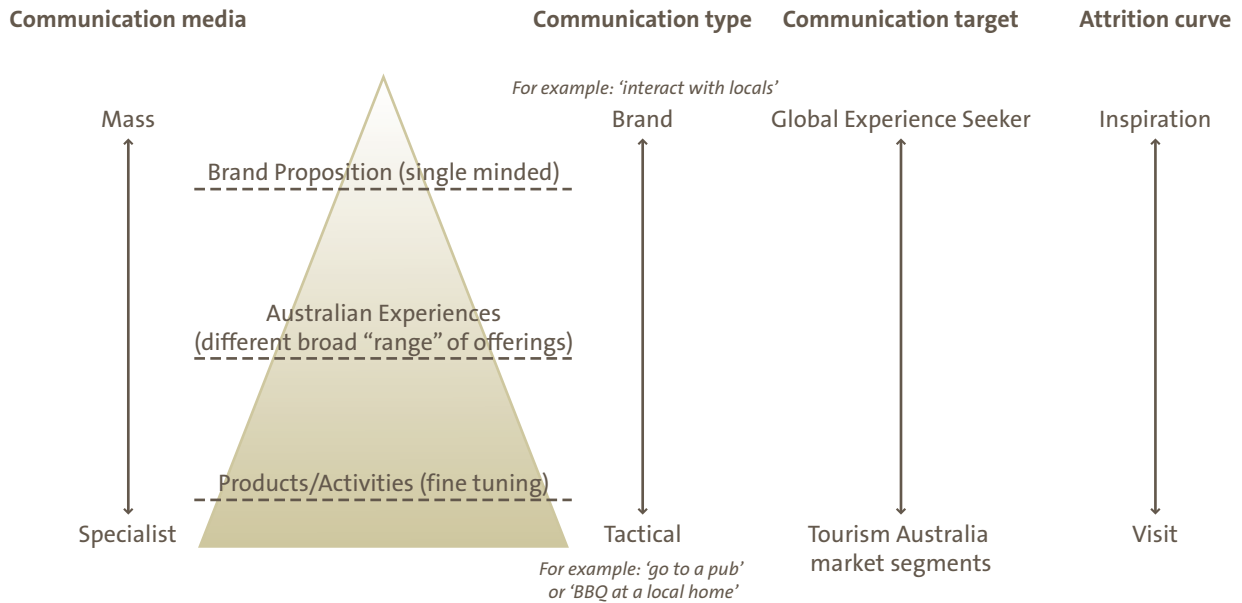 Communication media
Communication type
Communication target
Attrition curve
For example: ‘interact with locals’
Mass
Brand
Global Experience Seeker
Inspiration
Brand Proposition (single minded)
Australian Experiences
(different broad “range” of offerings)
Products/Activities (fine tuning)
Specialist
Tactical
Tourism Australia
market segments
Visit
For example: ‘go to a pub’
or ‘BBQ at a local home’